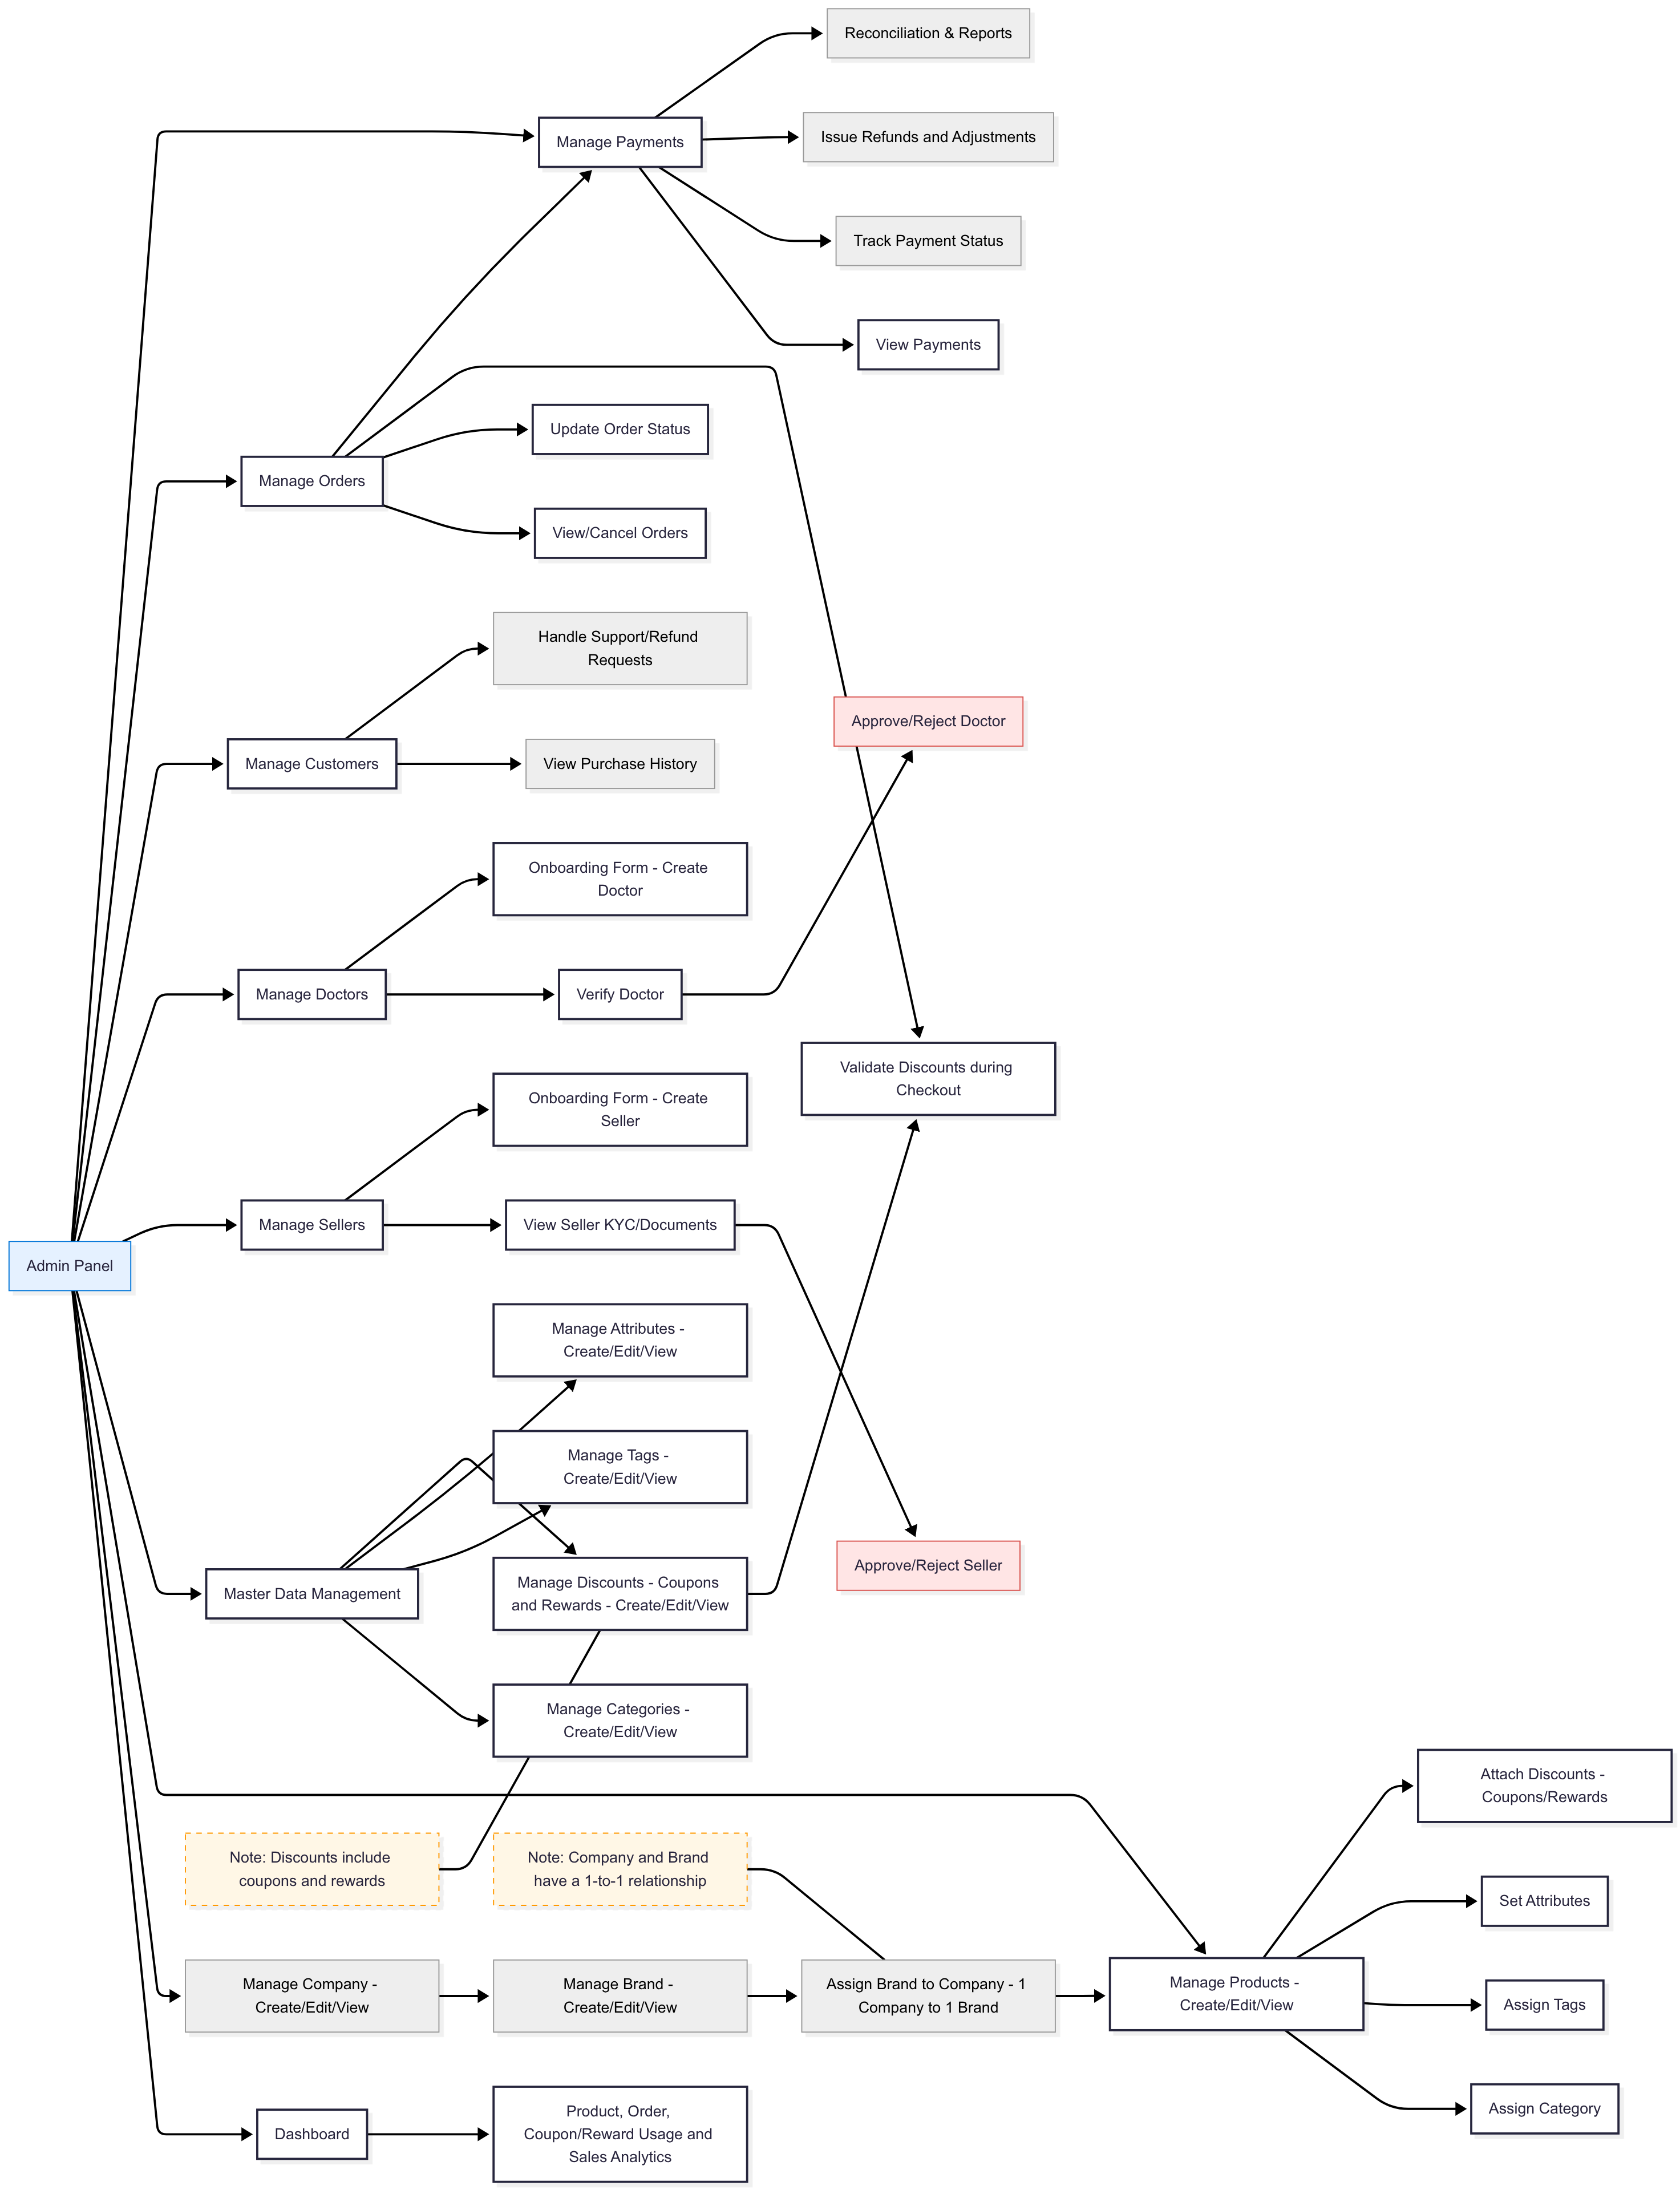 Reconciliation & Reports
Manage Payments
Issue Refunds and Adjustments
Track Payment Status
View Payments
Update Order Status
Manage Orders
View/Cancel Orders
Handle Support/Refund
Requests
Manage Customers
View Purchase History
Approve/Reject Doctor
Onboarding Form - Create
Doctor
Manage Doctors
Verify Doctor
Validate Discounts during
Checkout
Onboarding Form - Create
Seller
Manage Sellers
View Seller KYC/Documents
Admin Panel
Manage Attributes -
Create/Edit/View
Manage Tags -
Create/Edit/View
Master Data Management
Manage Discounts - Coupons
and Rewards - Create/Edit/View
Approve/Reject Seller
Manage Categories -
Create/Edit/View
Attach Discounts -
Coupons/Rewards
Note: Discounts include
coupons and rewards
Note: Company and Brand
have a 1-to-1 relationship
Set Attributes
Manage Company -
Create/Edit/View
Manage Brand -
Create/Edit/View
Assign Brand to Company - 1
Company to 1 Brand
Manage Products -
Create/Edit/View
Assign Tags
Assign Category
Dashboard
Product, Order,
Coupon/Reward Usage and
Sales Analytics